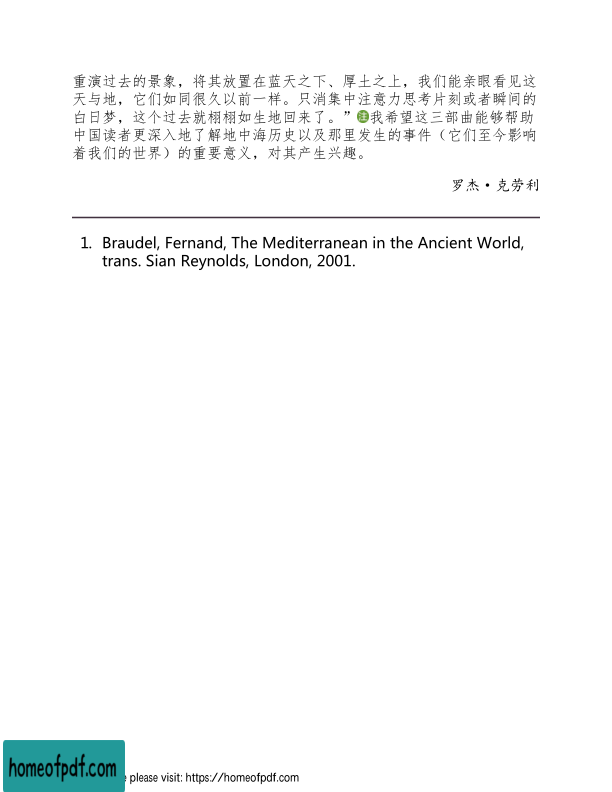 重演过去的景象，将其放置在蓝天之下、厚土之上，我们能亲眼看见这
天与地，它们如同很久以前一样。只消集中注意力思考片刻或者瞬间的
白日梦，这个过去就栩栩如生地回来了。”注我希望这三部曲能够帮助
中国读者更深入地了解地中海历史以及那里发生的事件（它们至今影响
着我们的世界）的重要意义，对其产生兴趣。
罗杰·克劳利
1. Braudel, Fernand, The Mediterranean in the Ancient World,
trans. Sian Reynolds, London, 2001.
homeofpdf.com
e please visit: https://homeofpdf.com